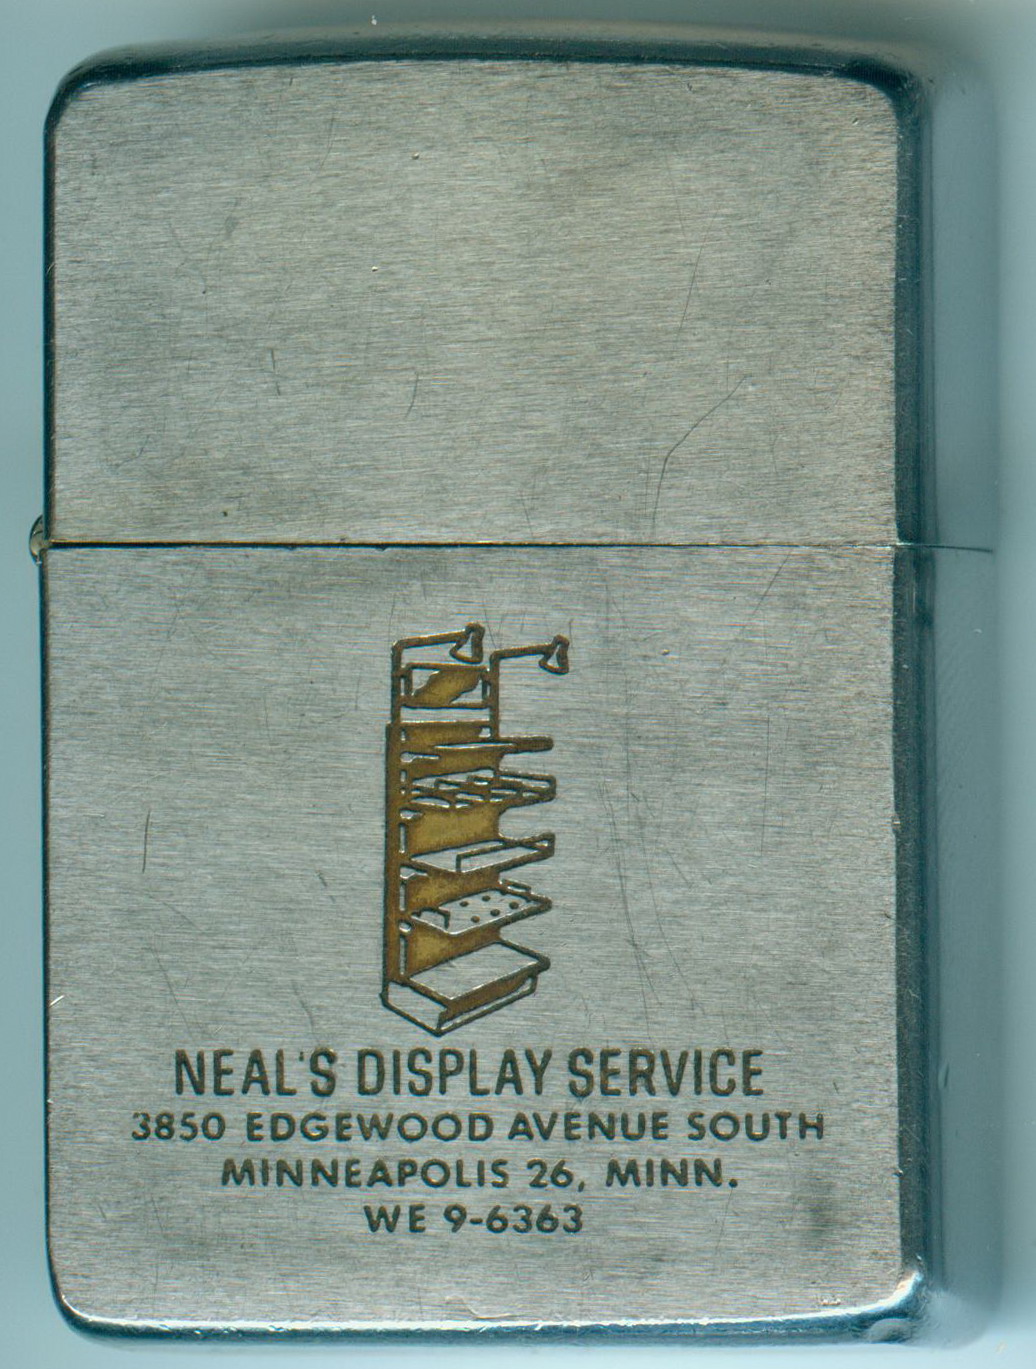 NEAL'S DISPLAY SERVICE
3850 EDGEWOOD AVENUE SOUTH
MINNEAPOLIS 26, MINN.
WE 9-6363